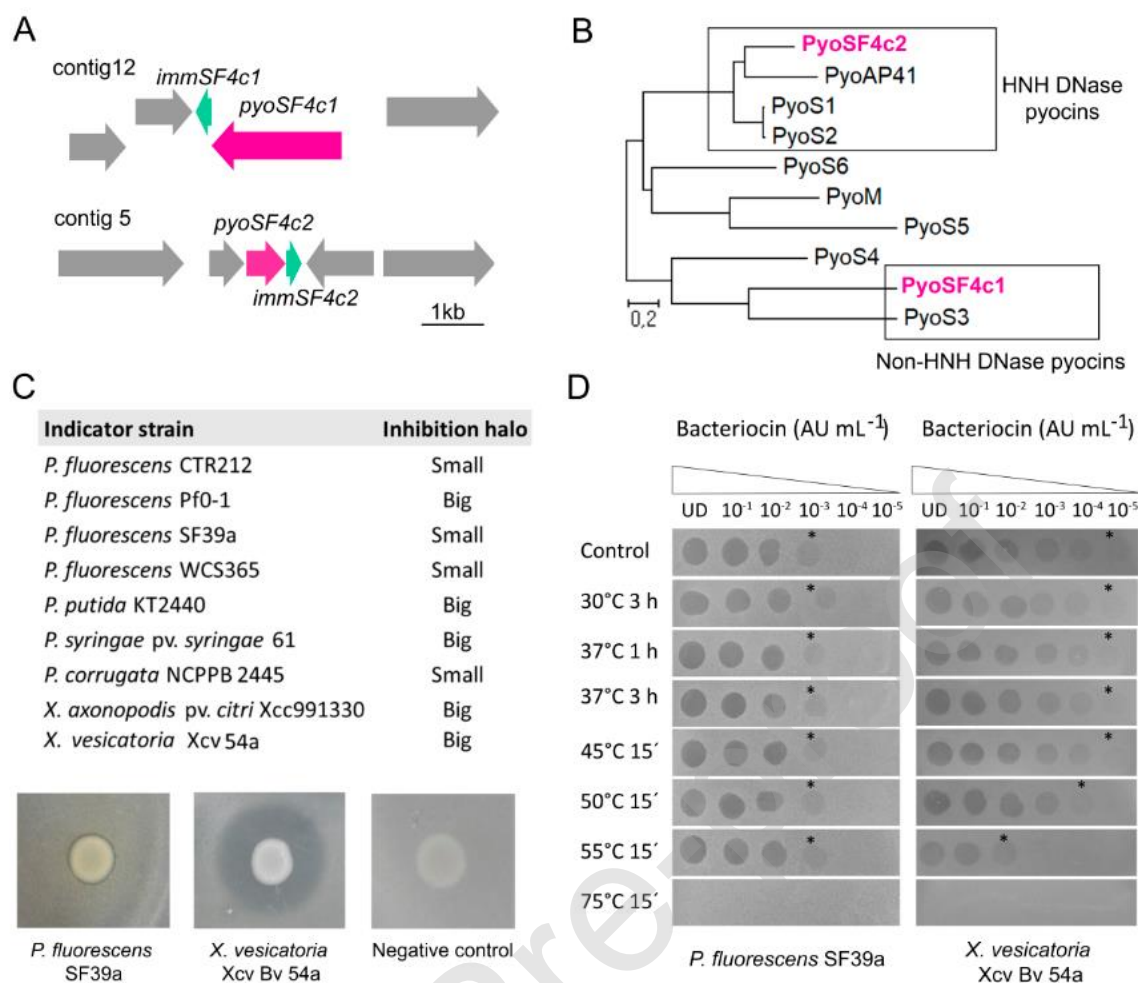 A
contig12
immSF4c1
pyoSF4c1
contig 5
pyoSF4c2
immSF4c2
1kb
B
PyoSF4c2
PyoAP41
PyoS1
PyoS2
HNH DNase
pyocins
PyoS6
PyoM
PyoS5
PyoS4
PyoSF4c1
PyoS3
0,2
Non-HNH DNase pyocins
C
Indicator strain Inhibition halo
P. fluorescens CTR212 Small
P. fluorescens Pf0-1 Big
P. fluorescens SF39a Small
P. fluorescens WCS365 Small
P. putida KT2440 Big
P. syringae pv. syringae 61 Big
P. corrugata NCPPB 2445 Small
X. axonopodis pv. citri Xcc991330 Big
X. vesicatoria Xcv 54a Big
P. fluorescens
SF39a
X. vesicatoria
Xcv Bv 54a
Negative control
D
Bacteriocin (AU mL-1) Bacteriocin (AU mL-1)
UD 10-1 10-2 10-3 10-4 10-5 UD 10-1 10-2 10-3 10-4 10-5
Control * *
30°C 3 h * *
37°C 1 h * *
37°C 3 h * *
45°C 15´ * *
50°C 15´ * *
55°C 15´ * *
75°C 15´
P. fluorescens SF39a
X. vesicatoria
Xcv Bv 54a